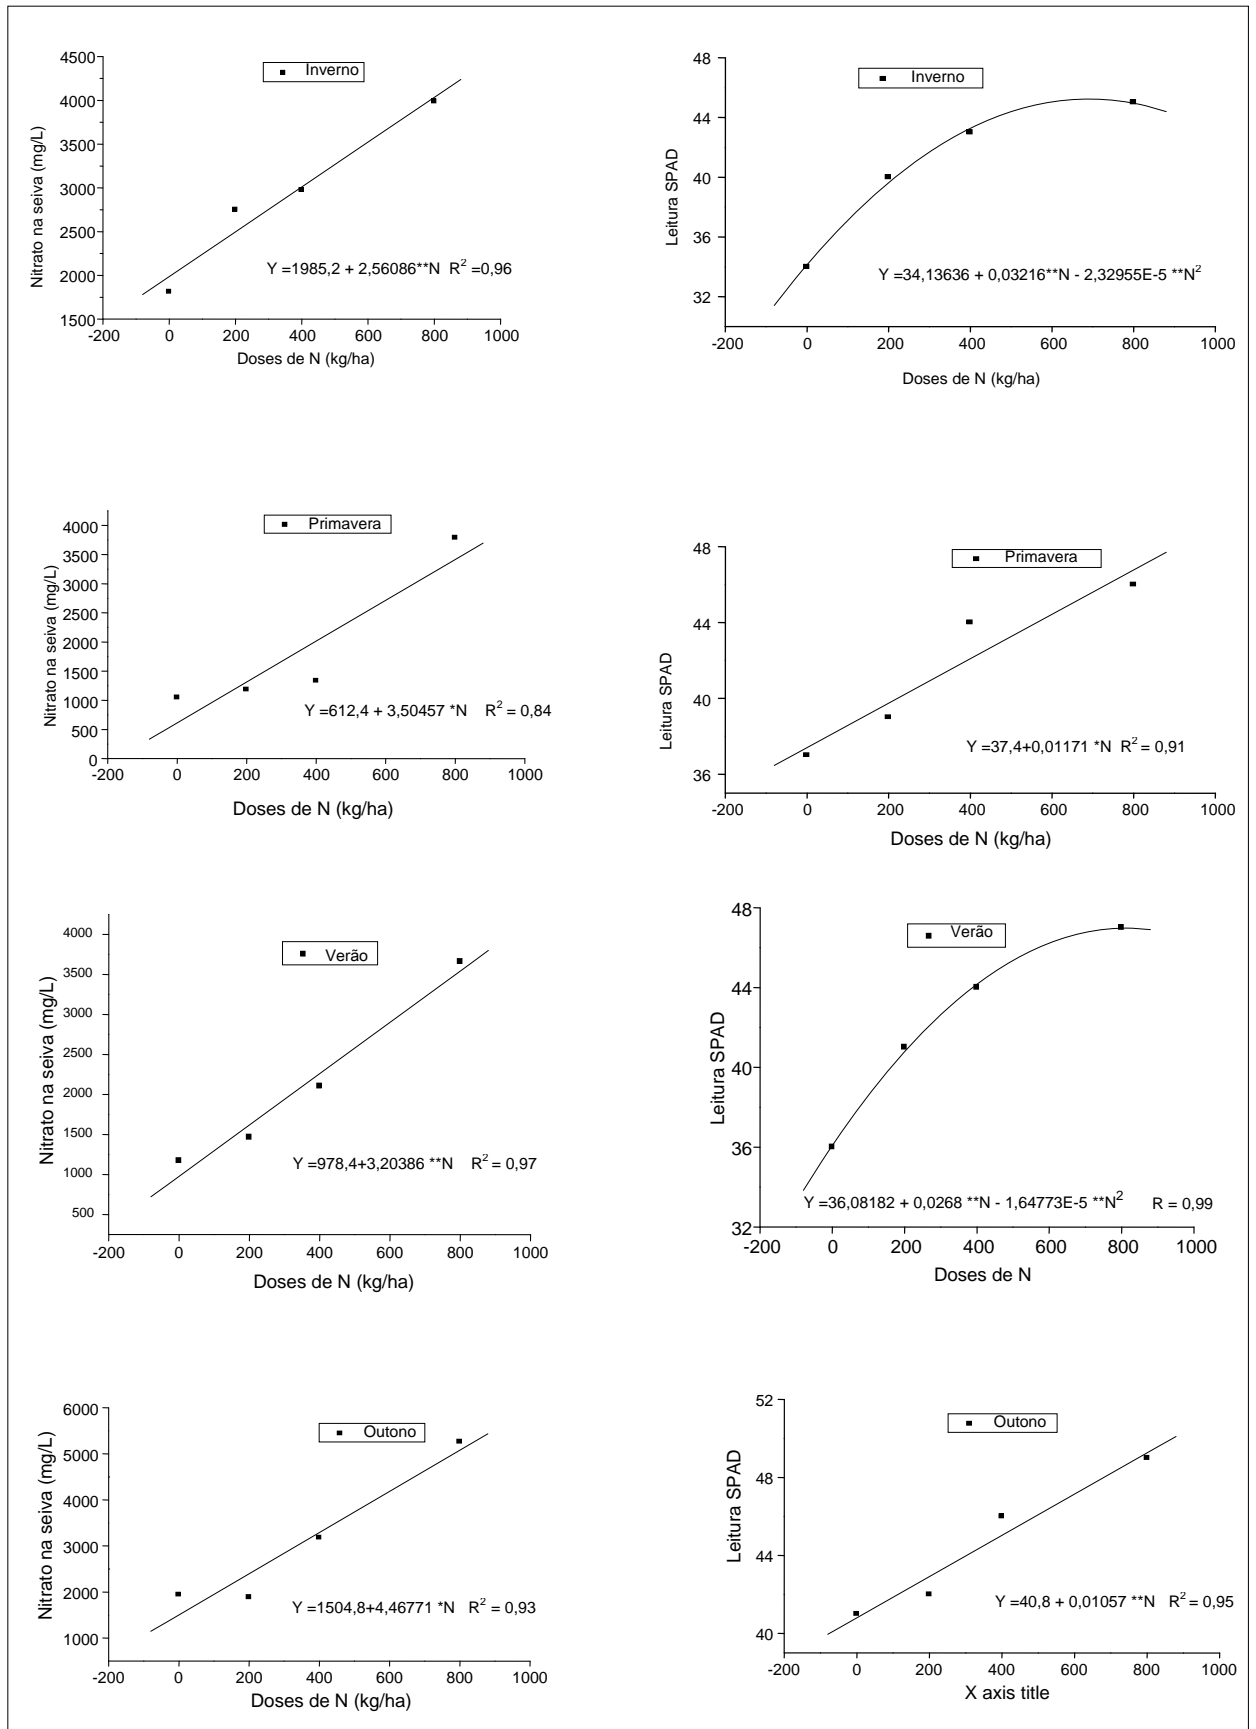 Inverno
Nitrato na seiva (mg/L)
4500
4000
3500
3000
2500
2000
1500
Y =1985,2 + 2,56086**N R² =0,96
-200 0 200 400 600 800 1000
Doses de N (kg/ha)
Inverno
Leitura SPAD
48
44
40
36
32
Y =34,13636 + 0,03216**N - 2,32955E-5 **N²
-200 0 200 400 600 800 1000
Doses de N (kg/ha)
Primavera
Nitrato na seiva (mg/L)
4000
3500
3000
2500
2000
1500
1000
500
0
Y =612,4 + 3,50457 *N R² = 0,84
-200 0 200 400 600 800 1000
Doses de N (kg/ha)
Primavera
Leitura SPAD
48
44
40
36
Y =37,4+0,01171 *N R² = 0,91
-200 0 200 400 600 800 1000
Doses de N (kg/ha)
Verão
Nitrato na seiva (mg/L)
4000
3500
3000
2500
2000
1500
1000
500
Y =978,4+3,20386 **N R² = 0,97
-200 0 200 400 600 800 1000
Doses de N (kg/ha)
Verão
Leitura SPAD
48
44
40
36
32
Y =36,08182 + 0,0268 **N - 1,64773E-5 **N² R = 0,99
-200 0 200 400 600 800 1000
Doses de N
Outono
Nitrato na seiva (mg/L)
6000
5000
4000
3000
2000
1000
Y =1504,8+4,46771 *N R² = 0,93
-200 0 200 400 600 800 1000
Doses de N (kg/ha)
Outono
Leitura SPAD
52
48
44
40
Y =40,8 + 0,01057 **N R² = 0,95
-200 0 200 400 600 800 1000
X axis title